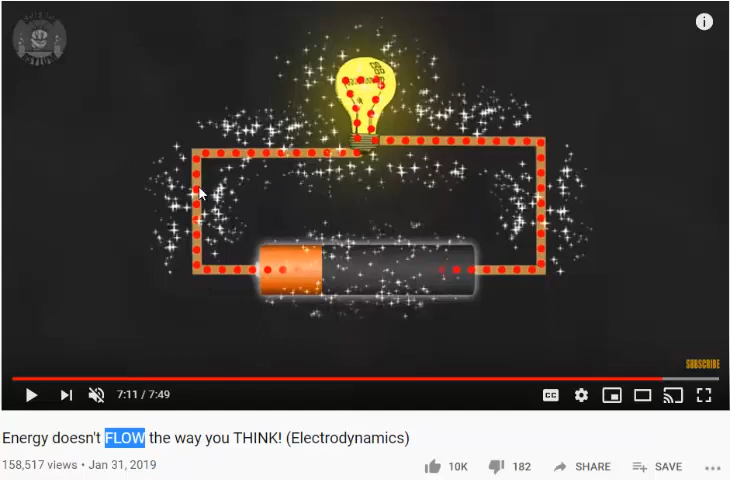 i
SUBSCRIBE
7:11 / 7:49
CC
Energy doesn't FLOW the way you THINK! (Electrodynamics)
158,517 views • Jan 31, 2019
10K
182
SHARE
SAVE